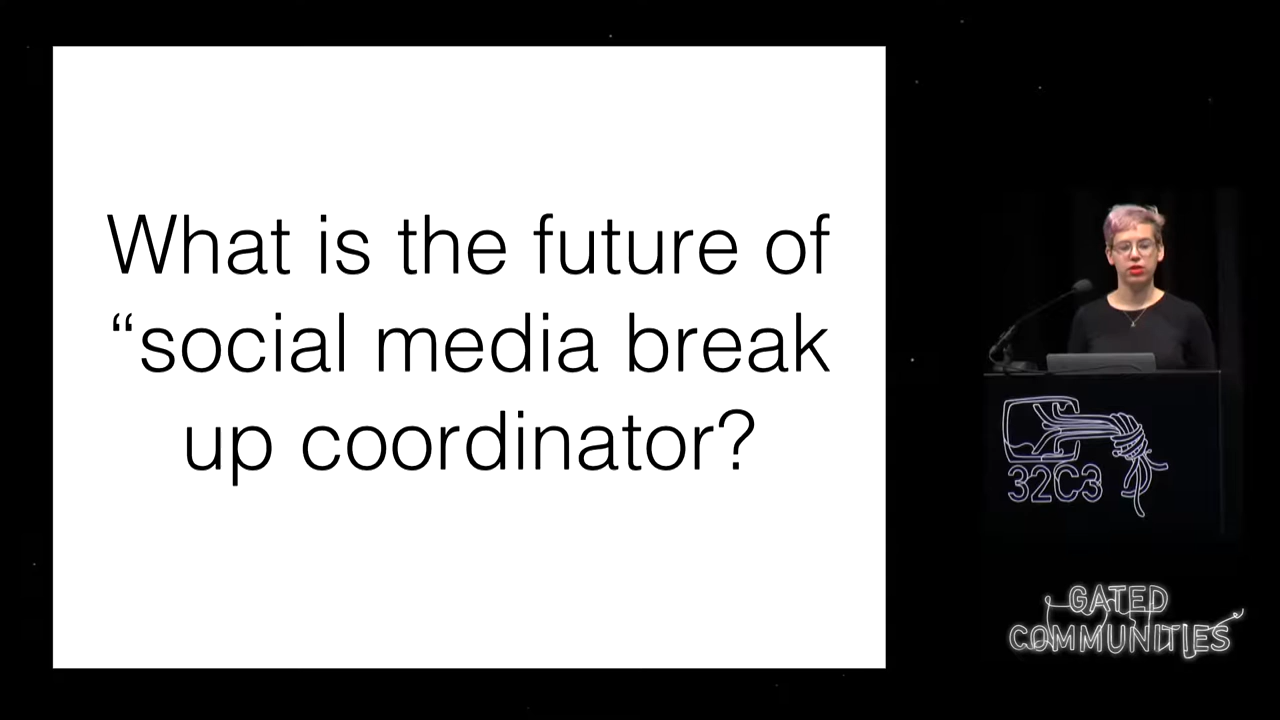 What is the future of
“social media break
up coordinator?
32C3
GATED
COMMUNITIES